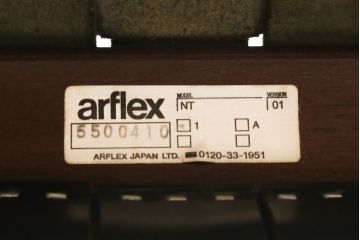 arflex
MODEL
NT
VERSION
01
5500410
1
A
ARFLEX JAPAN LTD. 0120-33-1951